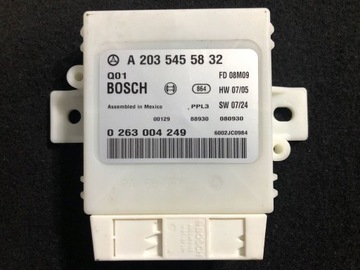 A 203 545 58 32
Q01
FD 08M09
BOSCH
864
HW 07/05
Assembled in Mexico
PPL3
SW 07/24
00129 88930 080930
0 263 004 249
6002JC0984